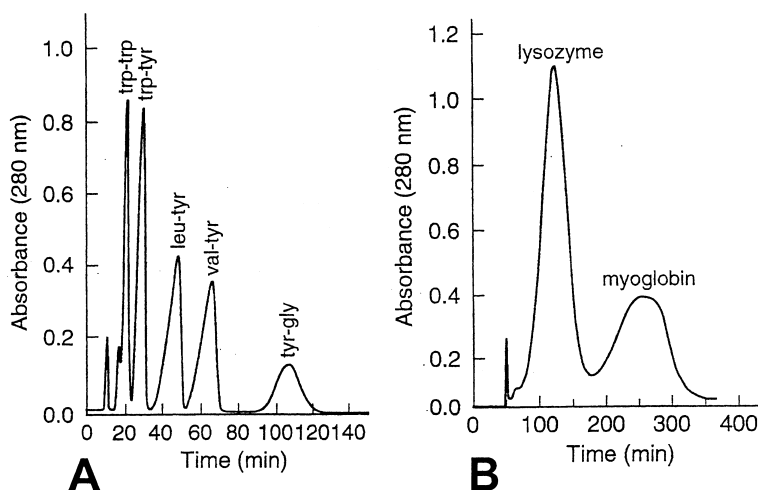 Absorbance (280 nm)
1.0
0.8
0.6
0.4
0.2
0.0
trp-trp
trp-tyr
leu-tyr
val-tyr
tyr-gly
0 20 40 60 80 100 120 140
Time (min)
A
Absorbance (280 nm)
1.2
1.0
0.8
0.6
0.4
0.2
0.0
lysozyme
myoglobin
0 100 200 300 400
Time (min)
B